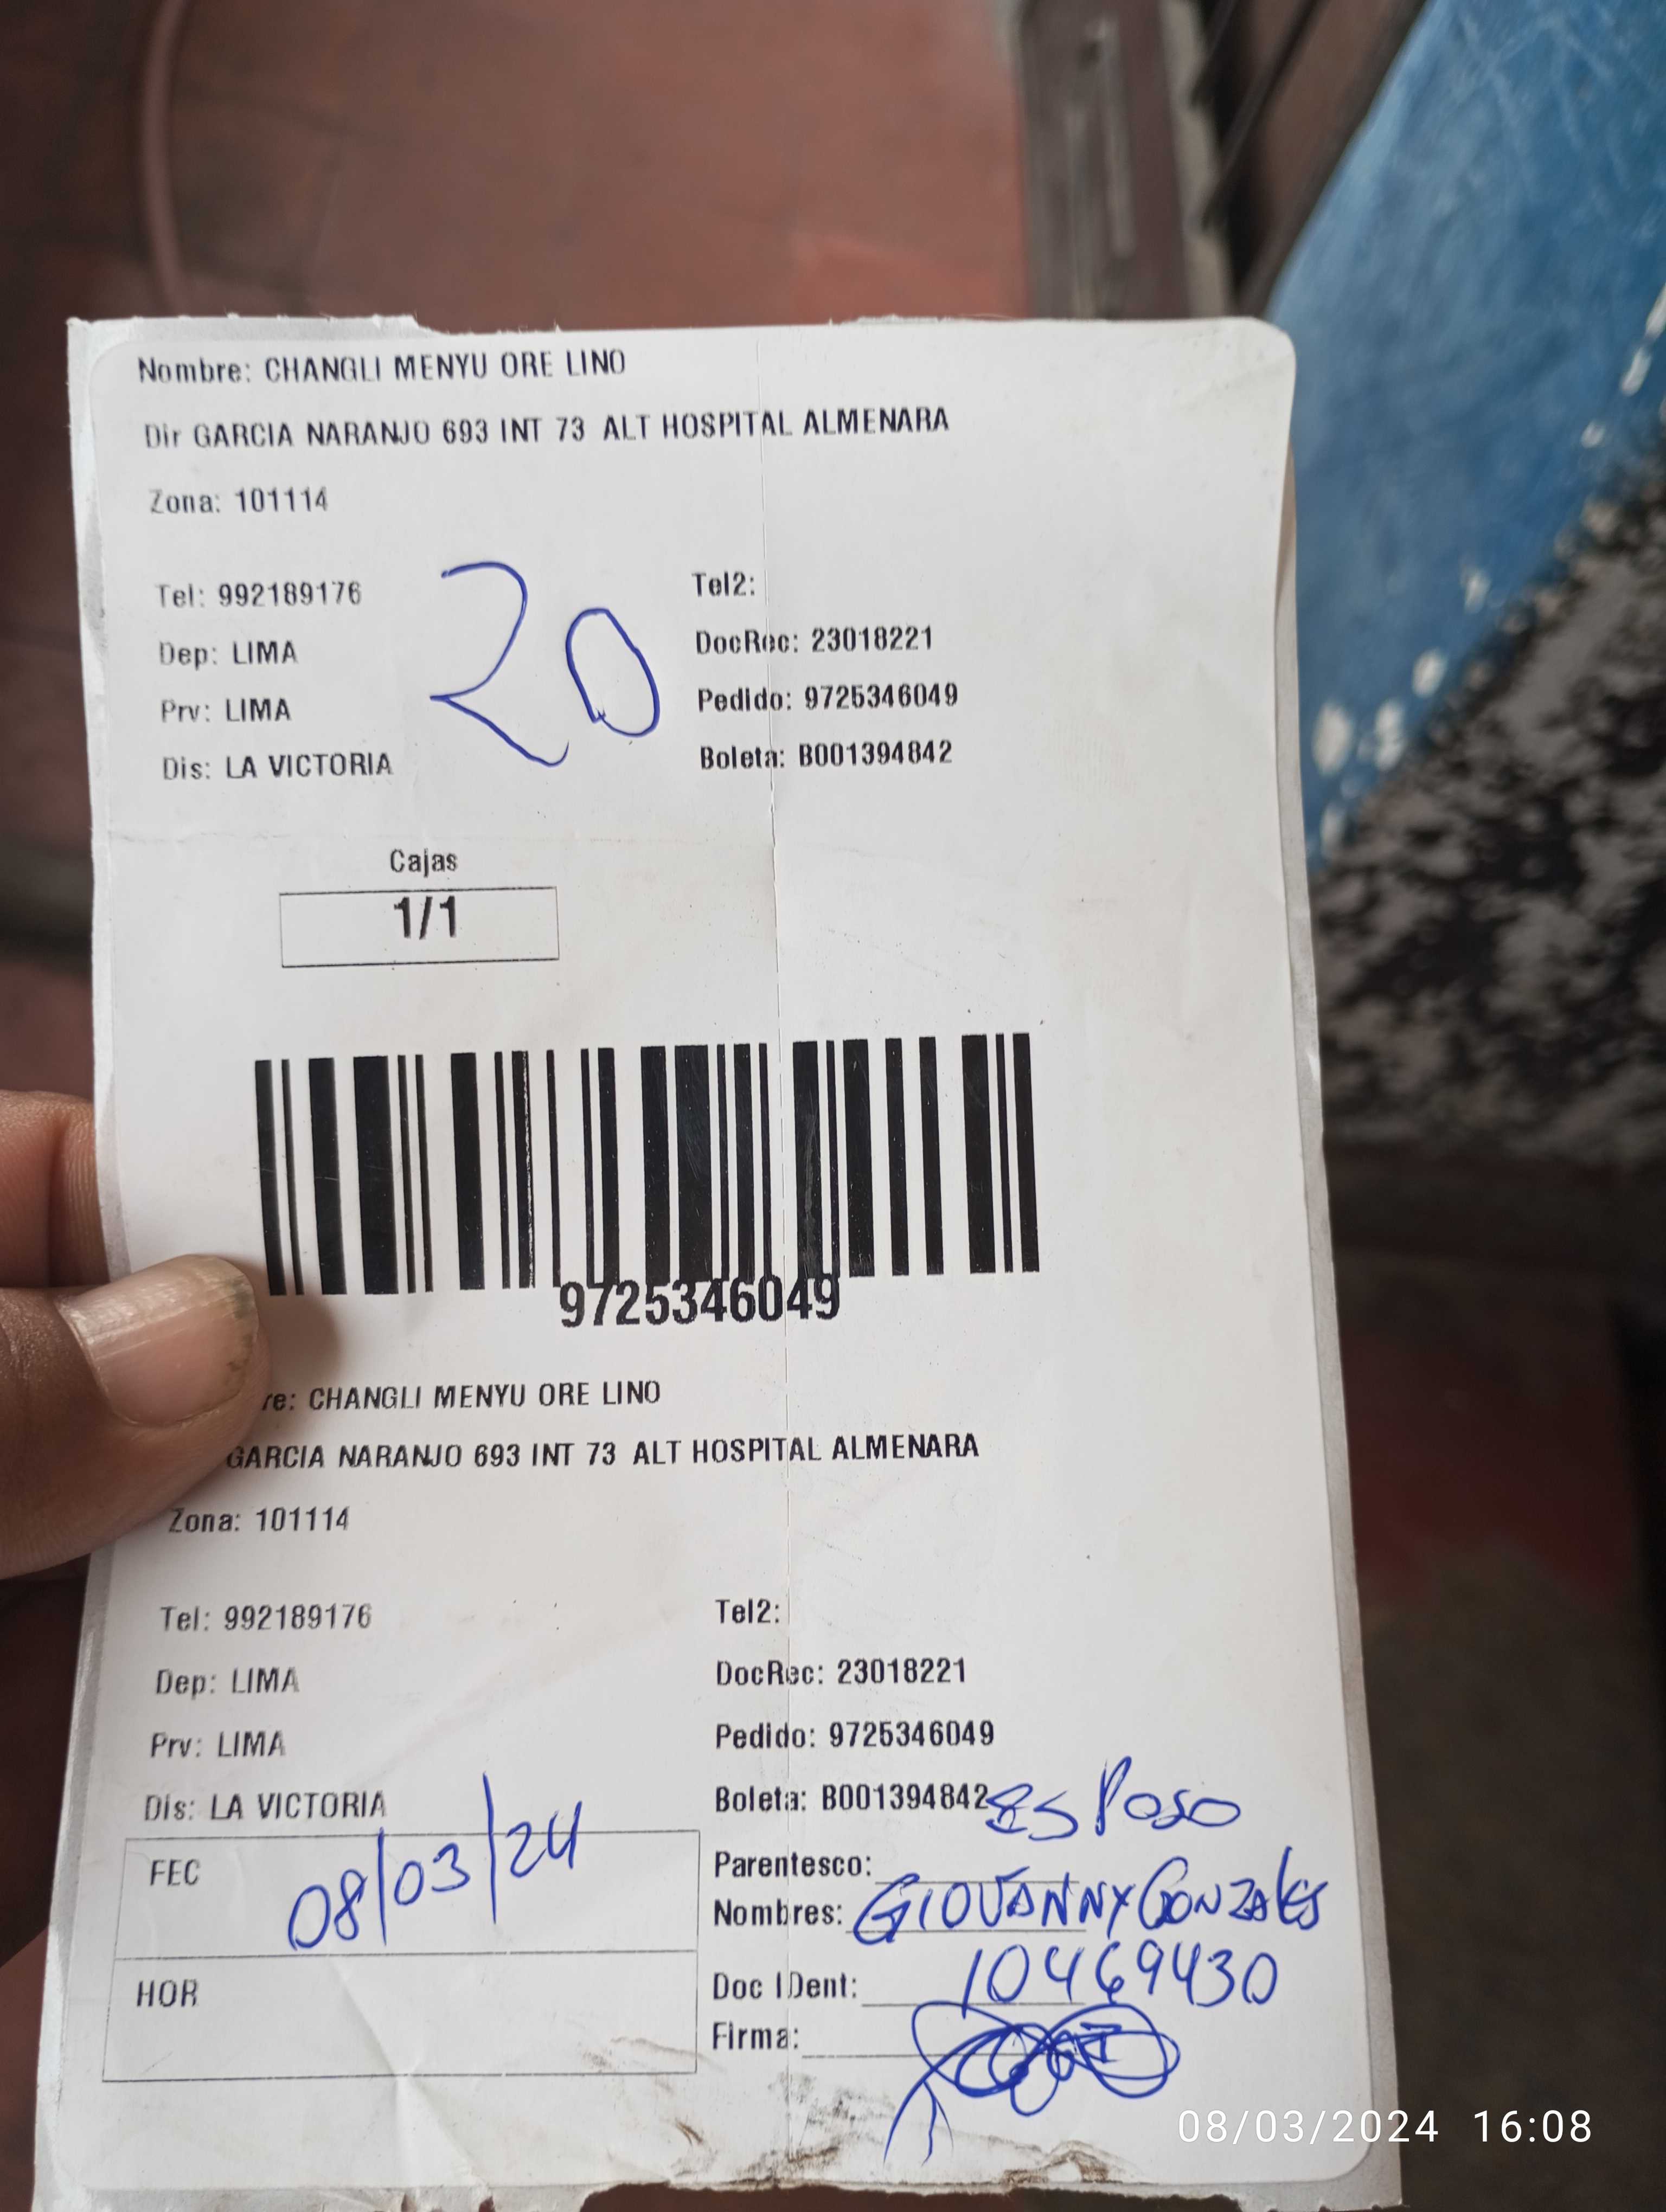 Nombre: CHANGLI MENYU ORE LINO
Dir GARCIA NARANJO 693 INT 73 ALT HOSPITAL ALMENARA
Zona: 101114
Tel: 992189176 Tel2:
Dep: LIMA DocRec: 23018221
Prv: LIMA Pedido: 9725346049
Dis: LA VICTORIA Boleta: B001394842
20
Cajas
1/1
9725346049
re: CHANGLI MENYU ORE LINO
GARCIA NARANJO 693 INT 73 ALT HOSPITAL ALMENARA
Zona: 101114
Tel: 992189176 Tel2:
Dep: LIMA DocRec: 23018221
Prv: LIMA Pedido: 9725346049
Dis: LA VICTORIA Boleta: B001394842
FEC 08/03/24
HOR
Parentesco: Esposo
Nombres: GIOVANNY GONZALES
Doc IDent: 10469430
Firma:
08/03/2024 16:08